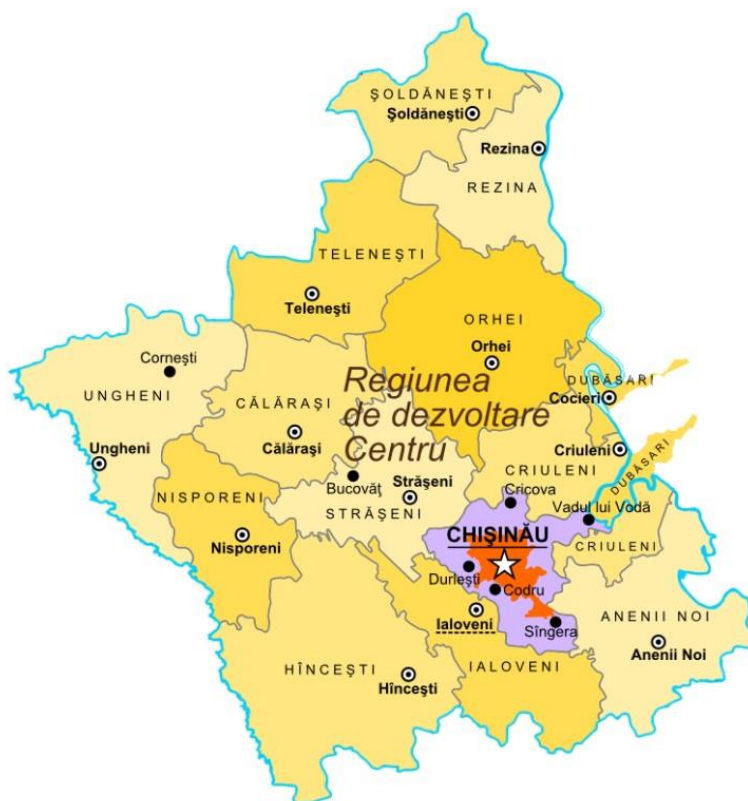 ŞOLDĂNEŞTI
Şoldăneşti
Rezina
REZINA
TELENEŞTI
Teleneşti
ORHEI
Orhei
Corneşti
UNGHENI
CĂLĂRAŞI
Regiunea
de dezvoltare
Centru
DUBĂSARI
Cocieri
Călăraşi
Ungheni
Criuleni
CRIULENI
DUBĂSARI
Bucovăţ
Străşeni
STRĂŞENI
Cricova
Vadul lui Vodă
NISPORENI
Nisporeni
CHIŞINĂU
CRIULENI
Durleşti
Codru
Ialoveni
Sîngera
ANENII NOI
Anenii Noi
HÎNCEŞTI
Hînceşti
IALOVENI